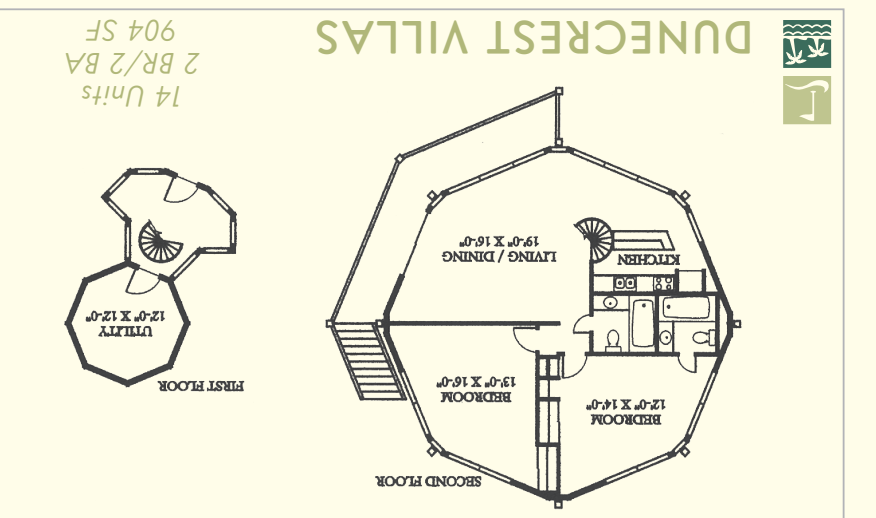 DUNECREST VILLAS
14 Units
2 BR/2 BA
904 SF
SECOND FLOOR
BEDROOM
12'-0" X 14'-0"
BEDROOM
13'-0" X 16'-0"
KITCHEN
LIVING / DINING
19'-0" X 16'-0"
FIRST FLOOR
UTILITY
12'-0" X 12'-0"